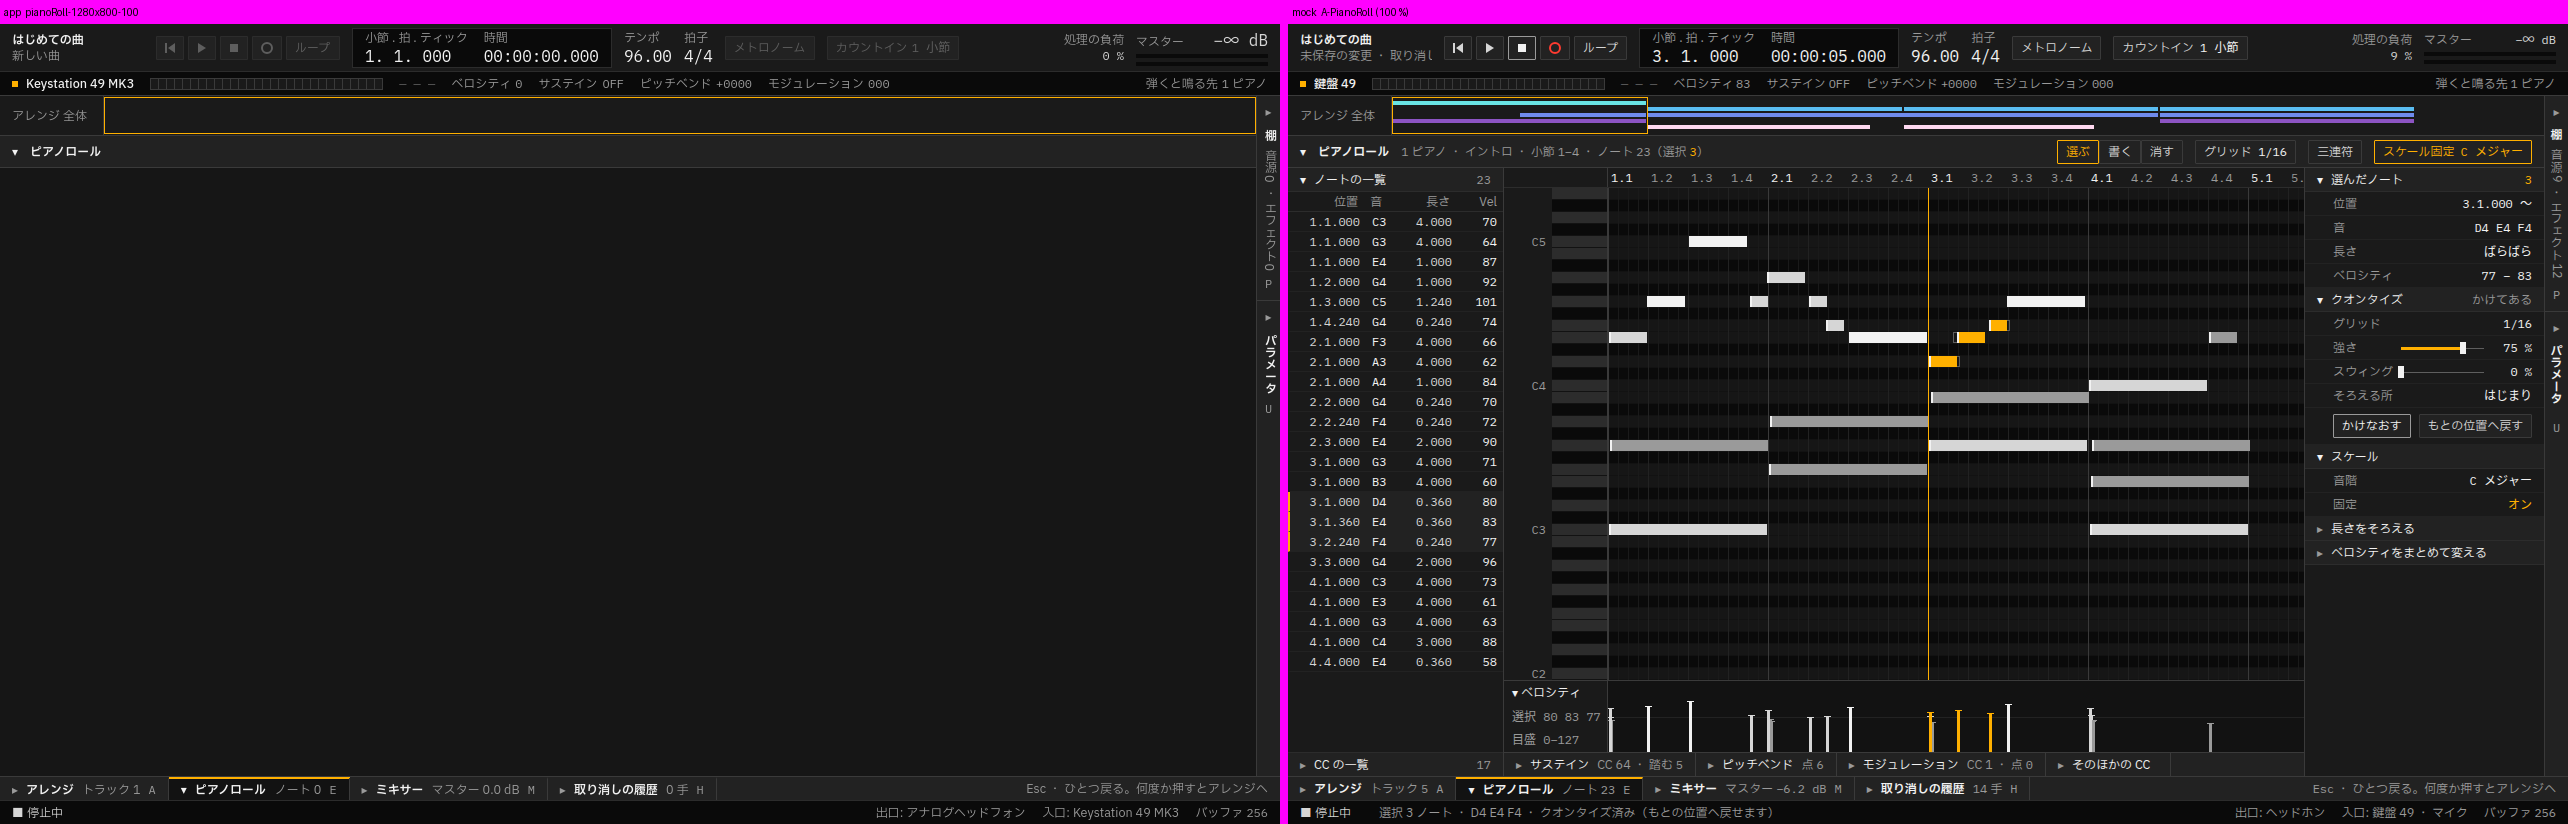 app pianoRoll-1280x800-100
はじめての曲
新しい曲
ループ
小節 . 拍 . ティック 時間
1. 1. 000 00:00:00.000
テンポ 拍子
96.00 4/4
メトロノーム
カウントイン 1 小節
処理の負荷 マスター −∞ dB
0 %
Keystation 49 MK3 — — — ベロシティ 0 サステイン OFF ピッチベンド +0000 モジュレーション 000 弾くと鳴る先 1 ピアノ
アレンジ 全体
▼ ピアノロール
▶ 棚 音源 0 ・ エフェクト 0 P
▶ パラメータ U
▶ アレンジ トラック 1 A ▼ ピアノロール ノート 0 E ▶ ミキサー マスター 0.0 dB M ▶ 取り消しの履歴 0 手 H Esc ・ ひとつ戻る。何度か押すとアレンジへ
■ 停止中 出口: アナログヘッドフォン 入口: Keystation 49 MK3 バッファ 256
mock A-PianoRoll (100 %)
はじめての曲
未保存の変更 ・ 取り消し
ループ
小節 . 拍 . ティック 時間
3. 1. 000 00:00:05.000
テンポ 拍子
96.00 4/4
メトロノーム
カウントイン 1 小節
処理の負荷 マスター −∞ dB
9 %
鍵盤 49 — — — ベロシティ 83 サステイン OFF ピッチベンド +0000 モジュレーション 000 弾くと鳴る先 1 ピアノ
アレンジ 全体
▼ ピアノロール 1 ピアノ ・ イントロ ・ 小節 1–4 ・ ノート 23（選択 3） 選ぶ 書く 消す グリッド 1/16 三連符 スケール固定 C メジャー
▼ ノートの一覧 23
位置 音 長さ Vel
1.1.000 C3 4.000 70
1.1.000 G3 4.000 64
1.1.000 E4 1.000 87
1.2.000 G4 1.000 92
1.3.000 C5 1.240 101
1.4.240 G4 0.240 74
2.1.000 F3 4.000 66
2.1.000 A3 4.000 62
2.1.000 A4 1.000 84
2.2.000 G4 0.240 70
2.2.240 F4 0.240 72
2.3.000 E4 2.000 90
3.1.000 G3 4.000 71
3.1.000 B3 4.000 60
3.1.000 D4 0.360 80
3.1.360 E4 0.360 83
3.2.240 F4 0.240 77
3.3.000 G4 2.000 96
4.1.000 C3 4.000 73
4.1.000 E3 4.000 61
4.1.000 G3 4.000 63
4.1.000 C4 3.000 88
4.4.000 E4 0.360 58
▶ CC の一覧 17
1.1 1.2 1.3 1.4 2.1 2.2 2.3 2.4 3.1 3.2 3.3 3.4 4.1 4.2 4.3 4.4 5.1 5.
C5
C4
C3
C2
▼ ベロシティ
選択 80 83 77
目盛 0–127
▶ サステイン CC 64 ・ 踏む 5 ▶ ピッチベンド 点 6 ▶ モジュレーション CC 1 ・ 点 0 ▶ そのほかの CC
▼ 選んだノート 3
位置 3.1.000 〜
音 D4 E4 F4
長さ ばらばら
ベロシティ 77 – 83
▼ クオンタイズ かけてある
グリッド 1/16
強さ 75 %
スウィング 0 %
そろえる所 はじまり
かけなおす もとの位置へ戻す
▼ スケール
音階 C メジャー
固定 オン
▶ 長さをそろえる
▶ ベロシティをまとめて変える
▶ 棚 音源 9 ・ エフェクト 12 P
▶ パラメータ U
▶ アレンジ トラック 5 A ▼ ピアノロール ノート 23 E ▶ ミキサー マスター −6.2 dB M ▶ 取り消しの履歴 14 手 H Esc ・ ひとつ戻る。何度か押すとアレンジへ
■ 停止中 選択 3 ノート ・ D4 E4 F4 ・ クオンタイズ済み（もとの位置へ戻せます） 出口: ヘッドホン 入口: 鍵盤 49 ・ マイク バッファ 256